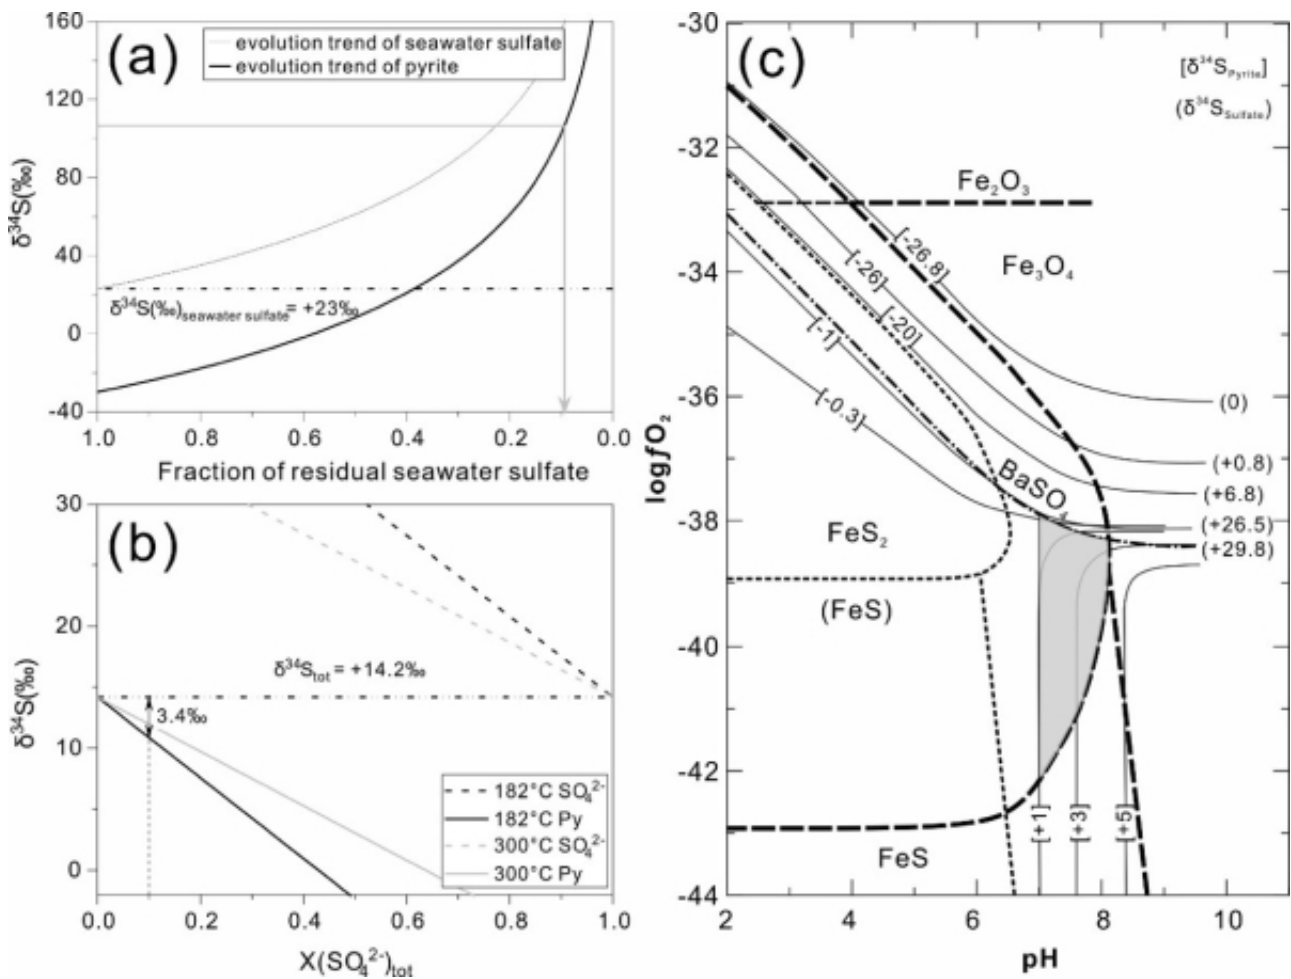 (a)
evolution trend of seawater sulfate
evolution trend of pyrite
160
120
80
40
0
-40
δ³⁴S(‰)
δ³⁴S(‰)seawater sulfate = +23‰
1.0 0.8 0.6 0.4 0.2 0.0
Fraction of residual seawater sulfate
(b)
30
20
10
0
δ³⁴S(‰)
δ³⁴Stot = +14.2‰
3.4‰
182°C SO₄²⁻
182°C Py
300°C SO₄²⁻
300°C Py
0.0 0.2 0.4 0.6 0.8 1.0
X(SO₄²⁻)tot
(c)
[δ³⁴SPyrite]
(δ³⁴SSulfate)
-30
-32
-34
-36
-38
-40
-42
-44
logfO₂
Fe₂O₃
Fe₃O₄
[-26.8]
[-26]
[-20]
[-1]
[-0.3]
(0)
(+0.8)
(+6.8)
(+26.5)
(+29.8)
BaSO₄
FeS₂
(FeS)
FeS
[+1]
[+3]
[+5]
2 4 6 8 10
pH